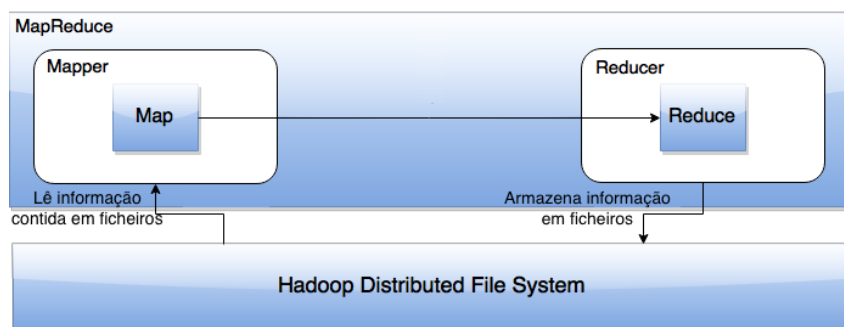 MapReduce
Mapper
Map
Reducer
Reduce
Lê informação
contida em ficheiros
Armazena informação
em ficheiros
Hadoop Distributed File System